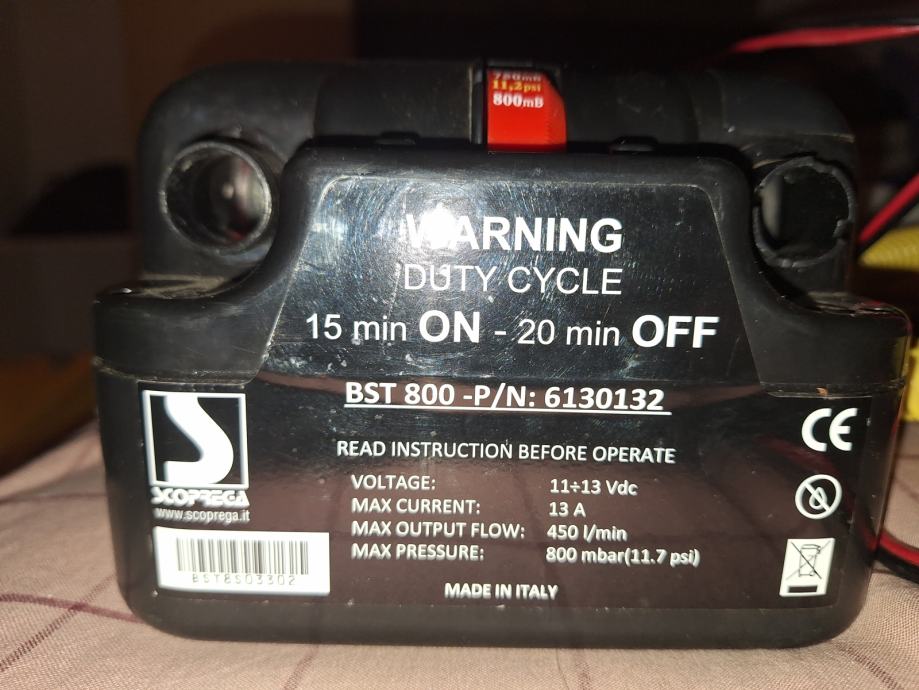 750mB
11,2psi
800mB
WARNING
DUTY CYCLE
15 min ON - 20 min OFF
BST 800 -P/N: 6130132
READ INSTRUCTION BEFORE OPERATE
SCOPREGA
www.scoprega.it
VOLTAGE: 11÷13 Vdc
MAX CURRENT: 13 A
MAX OUTPUT FLOW: 450 l/min
MAX PRESSURE: 800 mbar(11.7 psi)
CE
BST8S03302
MADE IN ITALY